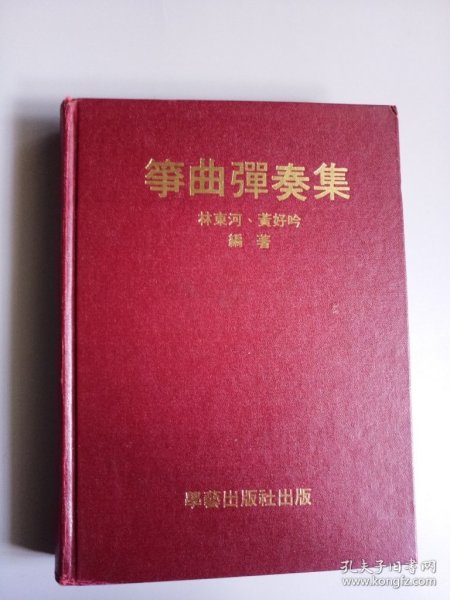 箏曲彈奏集
林東河、黃好吟
編著
學藝出版社出版
孔夫子旧书网
www.kongfz.com